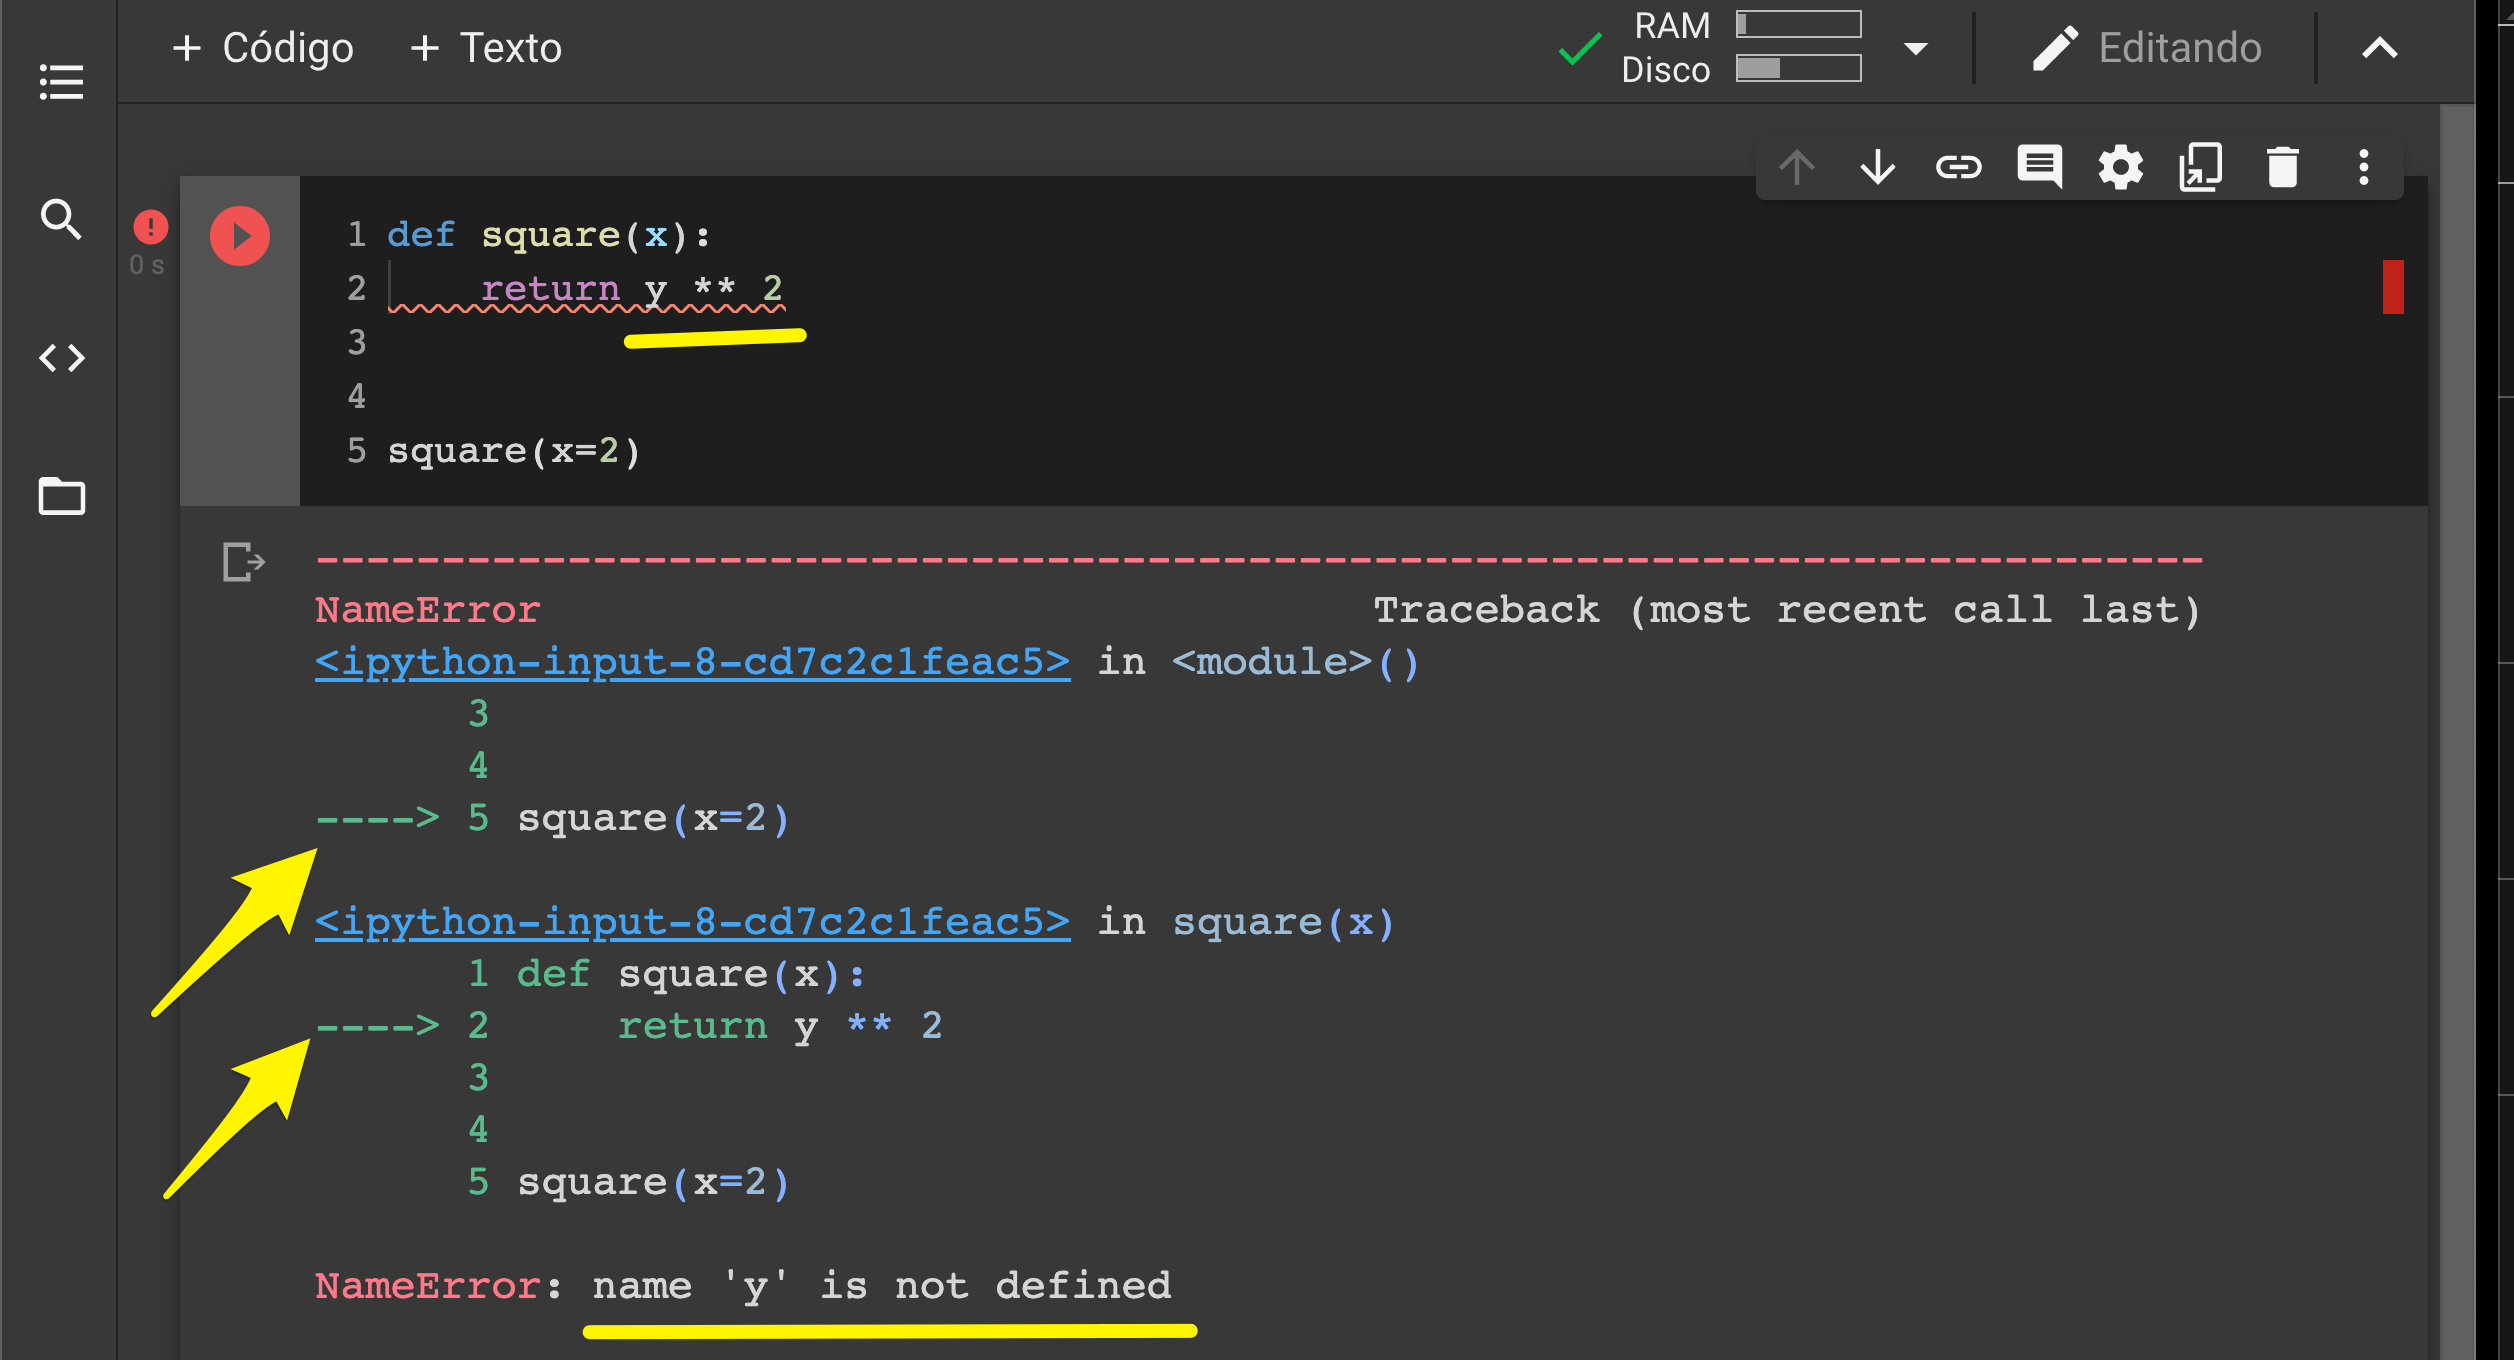 + Código + Texto
RAM
Disco
Editando
0 s
1 def square(x):
2     return y ** 2
3
4
5 square(x=2)
---------------------------------------------------------------------------
NameError                                 Traceback (most recent call last)
<ipython-input-8-cd7c2c1feac5> in <module>()
      3
      4
----> 5 square(x=2)
<ipython-input-8-cd7c2c1feac5> in square(x)
      1 def square(x):
----> 2     return y ** 2
      3
      4
      5 square(x=2)
NameError: name 'y' is not defined